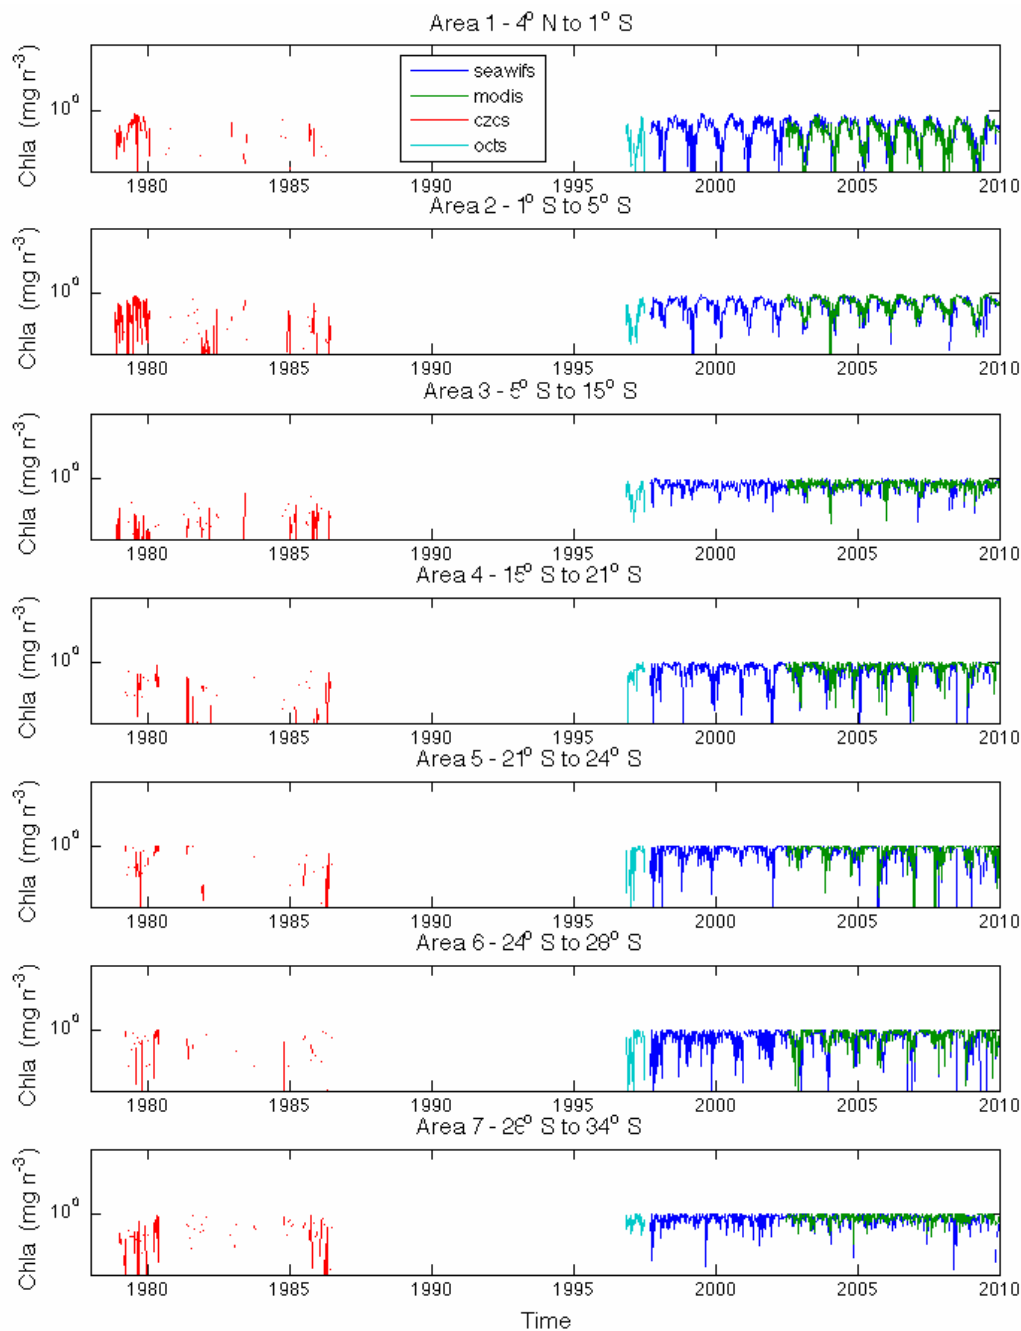 Area 1 - 4° N to 1° S
Chla (mg n⁻³)
10⁰
seawifs
modis
czcs
octs
1980 1985 1990 1995 2000 2005 2010
Area 2 - 1° S to 5° S
Chla (mg n⁻³)
10⁰
1980 1985 1990 1995 2000 2005 2010
Area 3 - 5° S to 15° S
Chla (mg n⁻³)
10⁰
1980 1985 1990 1995 2000 2005 2010
Area 4 - 15° S to 21° S
Chla (mg n⁻³)
10⁰
1980 1985 1990 1995 2000 2005 2010
Area 5 - 21° S to 24° S
Chla (mg n⁻³)
10⁰
1980 1985 1990 1995 2000 2005 2010
Area 6 - 24° S to 28° S
Chla (mg n⁻³)
10⁰
1980 1985 1990 1995 2000 2005 2010
Area 7 - 28° S to 34° S
Chla (mg n⁻³)
10⁰
1980 1985 1990 1995 2000 2005 2010
Time